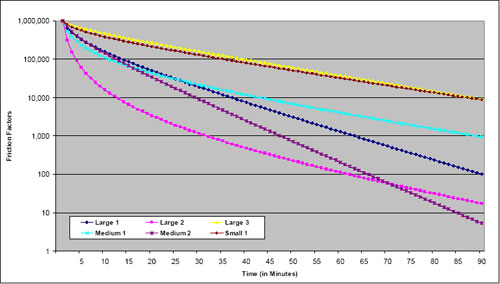 1,000,000
100,000
10,000
1,000
100
10
1
Friction Factors
Large 1 Large 2 Large 3
Medium 1 Medium 2 Small 1
5 10 15 20 25 30 35 40 45 50 55 60 65 70 75 80 85 90
Time (in Minutes)